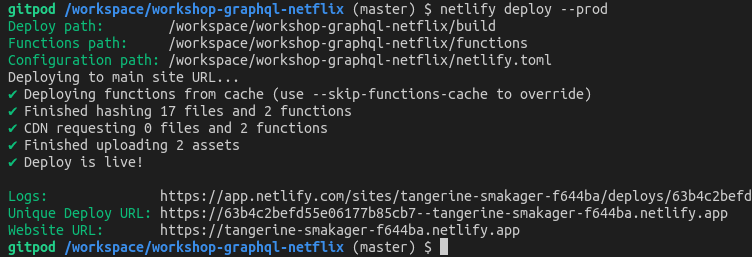 gitpod /workspace/workshop-graphql-netflix (master) $ netlify deploy --prod
Deploy path:        /workspace/workshop-graphql-netflix/build
Functions path:     /workspace/workshop-graphql-netflix/functions
Configuration path: /workspace/workshop-graphql-netflix/netlify.toml
Deploying to main site URL...
✔ Deploying functions from cache (use --skip-functions-cache to override)
✔ Finished hashing 17 files and 2 functions
✔ CDN requesting 0 files and 2 functions
✔ Finished uploading 2 assets
✔ Deploy is live!
Logs:              https://app.netlify.com/sites/tangerine-smakager-f644ba/deploys/63b4c2befd
Unique Deploy URL: https://63b4c2befd55e06177b85cb7--tangerine-smakager-f644ba.netlify.app
Website URL:       https://tangerine-smakager-f644ba.netlify.app
gitpod /workspace/workshop-graphql-netflix (master) $